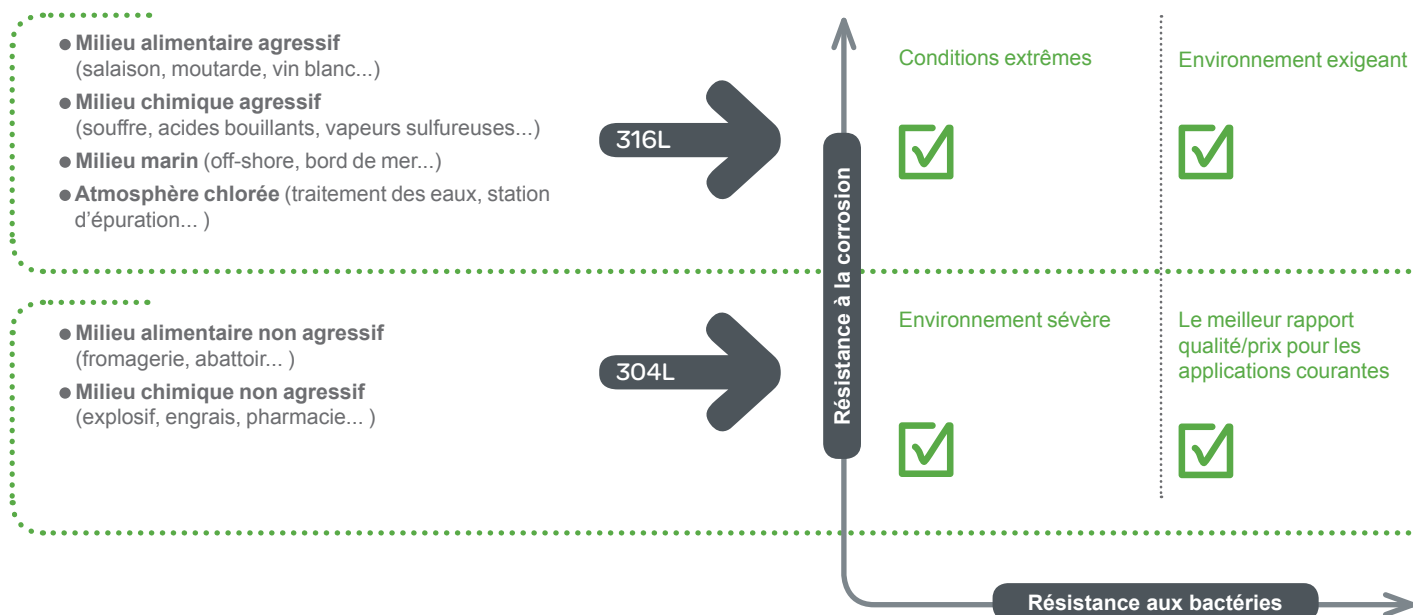 ● Milieu alimentaire agressif
(salaison, moutarde, vin blanc...)
● Milieu chimique agressif
(souffre, acides bouillants, vapeurs sulfureuses...)
● Milieu marin (off-shore, bord de mer...)
● Atmosphère chlorée (traitement des eaux, station
d'épuration... )
316L
Conditions extrêmes
Environnement exigeant
Résistance à la corrosion
● Milieu alimentaire non agressif
(fromagerie, abattoir... )
● Milieu chimique non agressif
(explosif, engrais, pharmacie... )
304L
Environnement sévère
Le meilleur rapport
qualité/prix pour les
applications courantes
Résistance aux bactéries